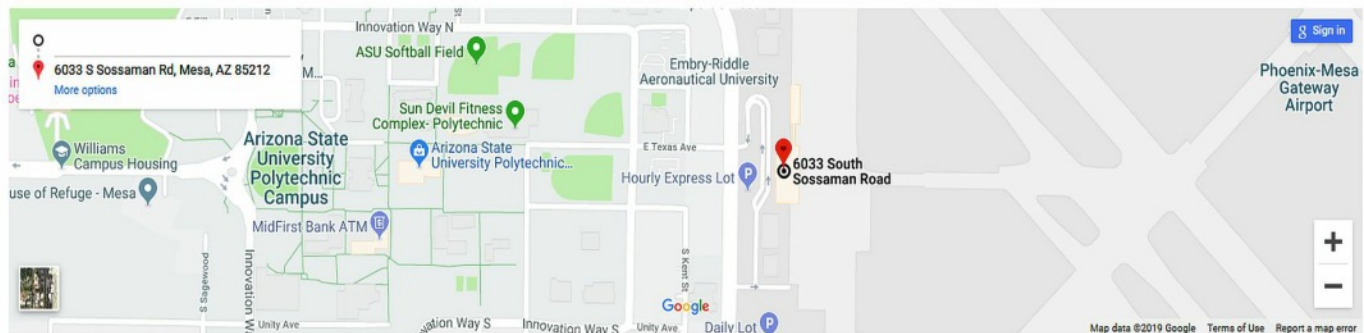 Innovation Way N
Sign in
6033 S Sossaman Rd, Mesa, AZ 85212
More options
M...
ASU Softball Field
Embry-Riddle
Aeronautical University
Phoenix-Mesa
Gateway
Airport
Sun Devil Fitness
Complex- Polytechnic
Williams
Campus Housing
Arizona State
University
Polytechnic
Campus
Arizona State
University Polytechnic...
E Texas Ave
6033 South
Sossaman Road
Hourly Express Lot
P
use of Refuge - Mesa
MidFirst Bank ATM
S Sagewood
Innovation Wa
S Kent St
+
−
Google
Unity Ave
vation Way S
Innovation Way S
Unity Ave
Daily Lot
P
Map data ©2019 Google
Terms of Use
Report a map error